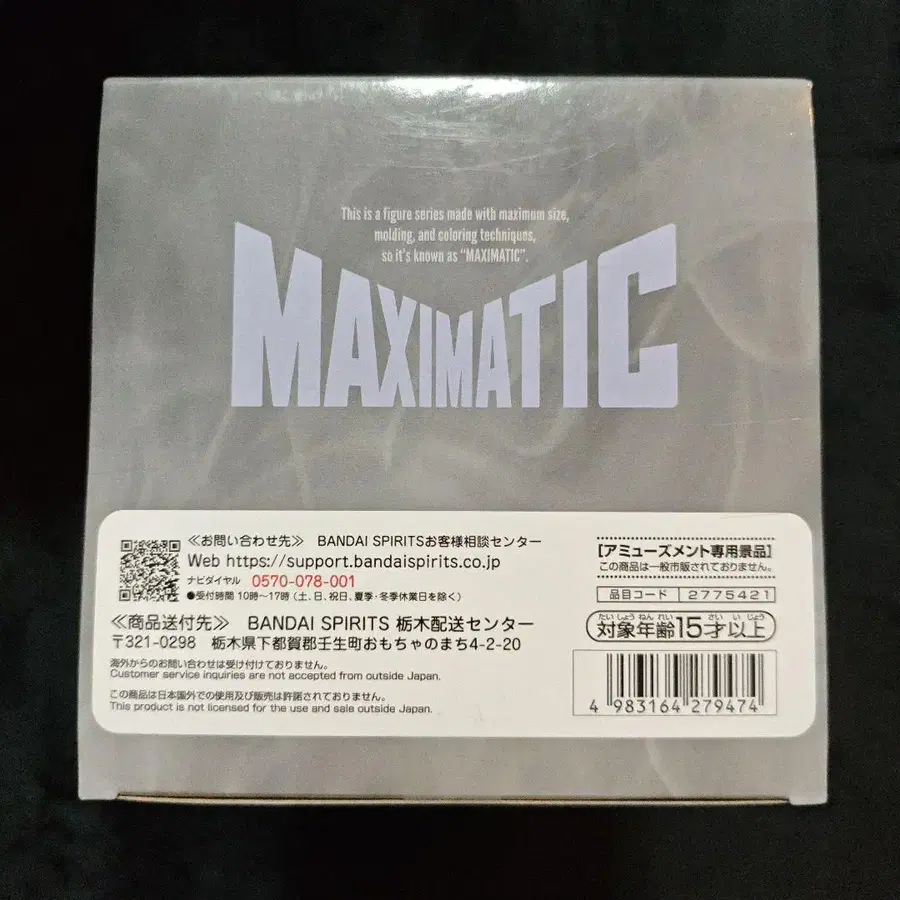 This is a figure series made with maximum size,
molding, and coloring techniques,
so it's known as "MAXIMATIC".
MAXIMATIC
≪お問い合わせ先≫ BANDAI SPIRITSお客様相談センター
Web https://support.bandaispirits.co.jp
ナビダイヤル 0570-078-001
●受付時間 10時~17時(土、日、祝日、夏季・冬季休業日を除く)
≪商品送付先≫ BANDAI SPIRITS 栃木配送センター
〒321-0298 栃木県下都賀郡壬生町おもちゃのまち4-2-20
海外からのお問い合わせは受け付けておりません。
Customer service inquiries are not accepted from outside Japan.
この商品は日本国外での使用及び販売は許諾されておりません。
This product is not licensed for the use and sale outside Japan.
[アミューズメント専用景品]
この商品は一般市販されておりません。
品目コード 2775421
たいしょうねんれい さい いじょう
対象年齢15才以上
4 983164 279474